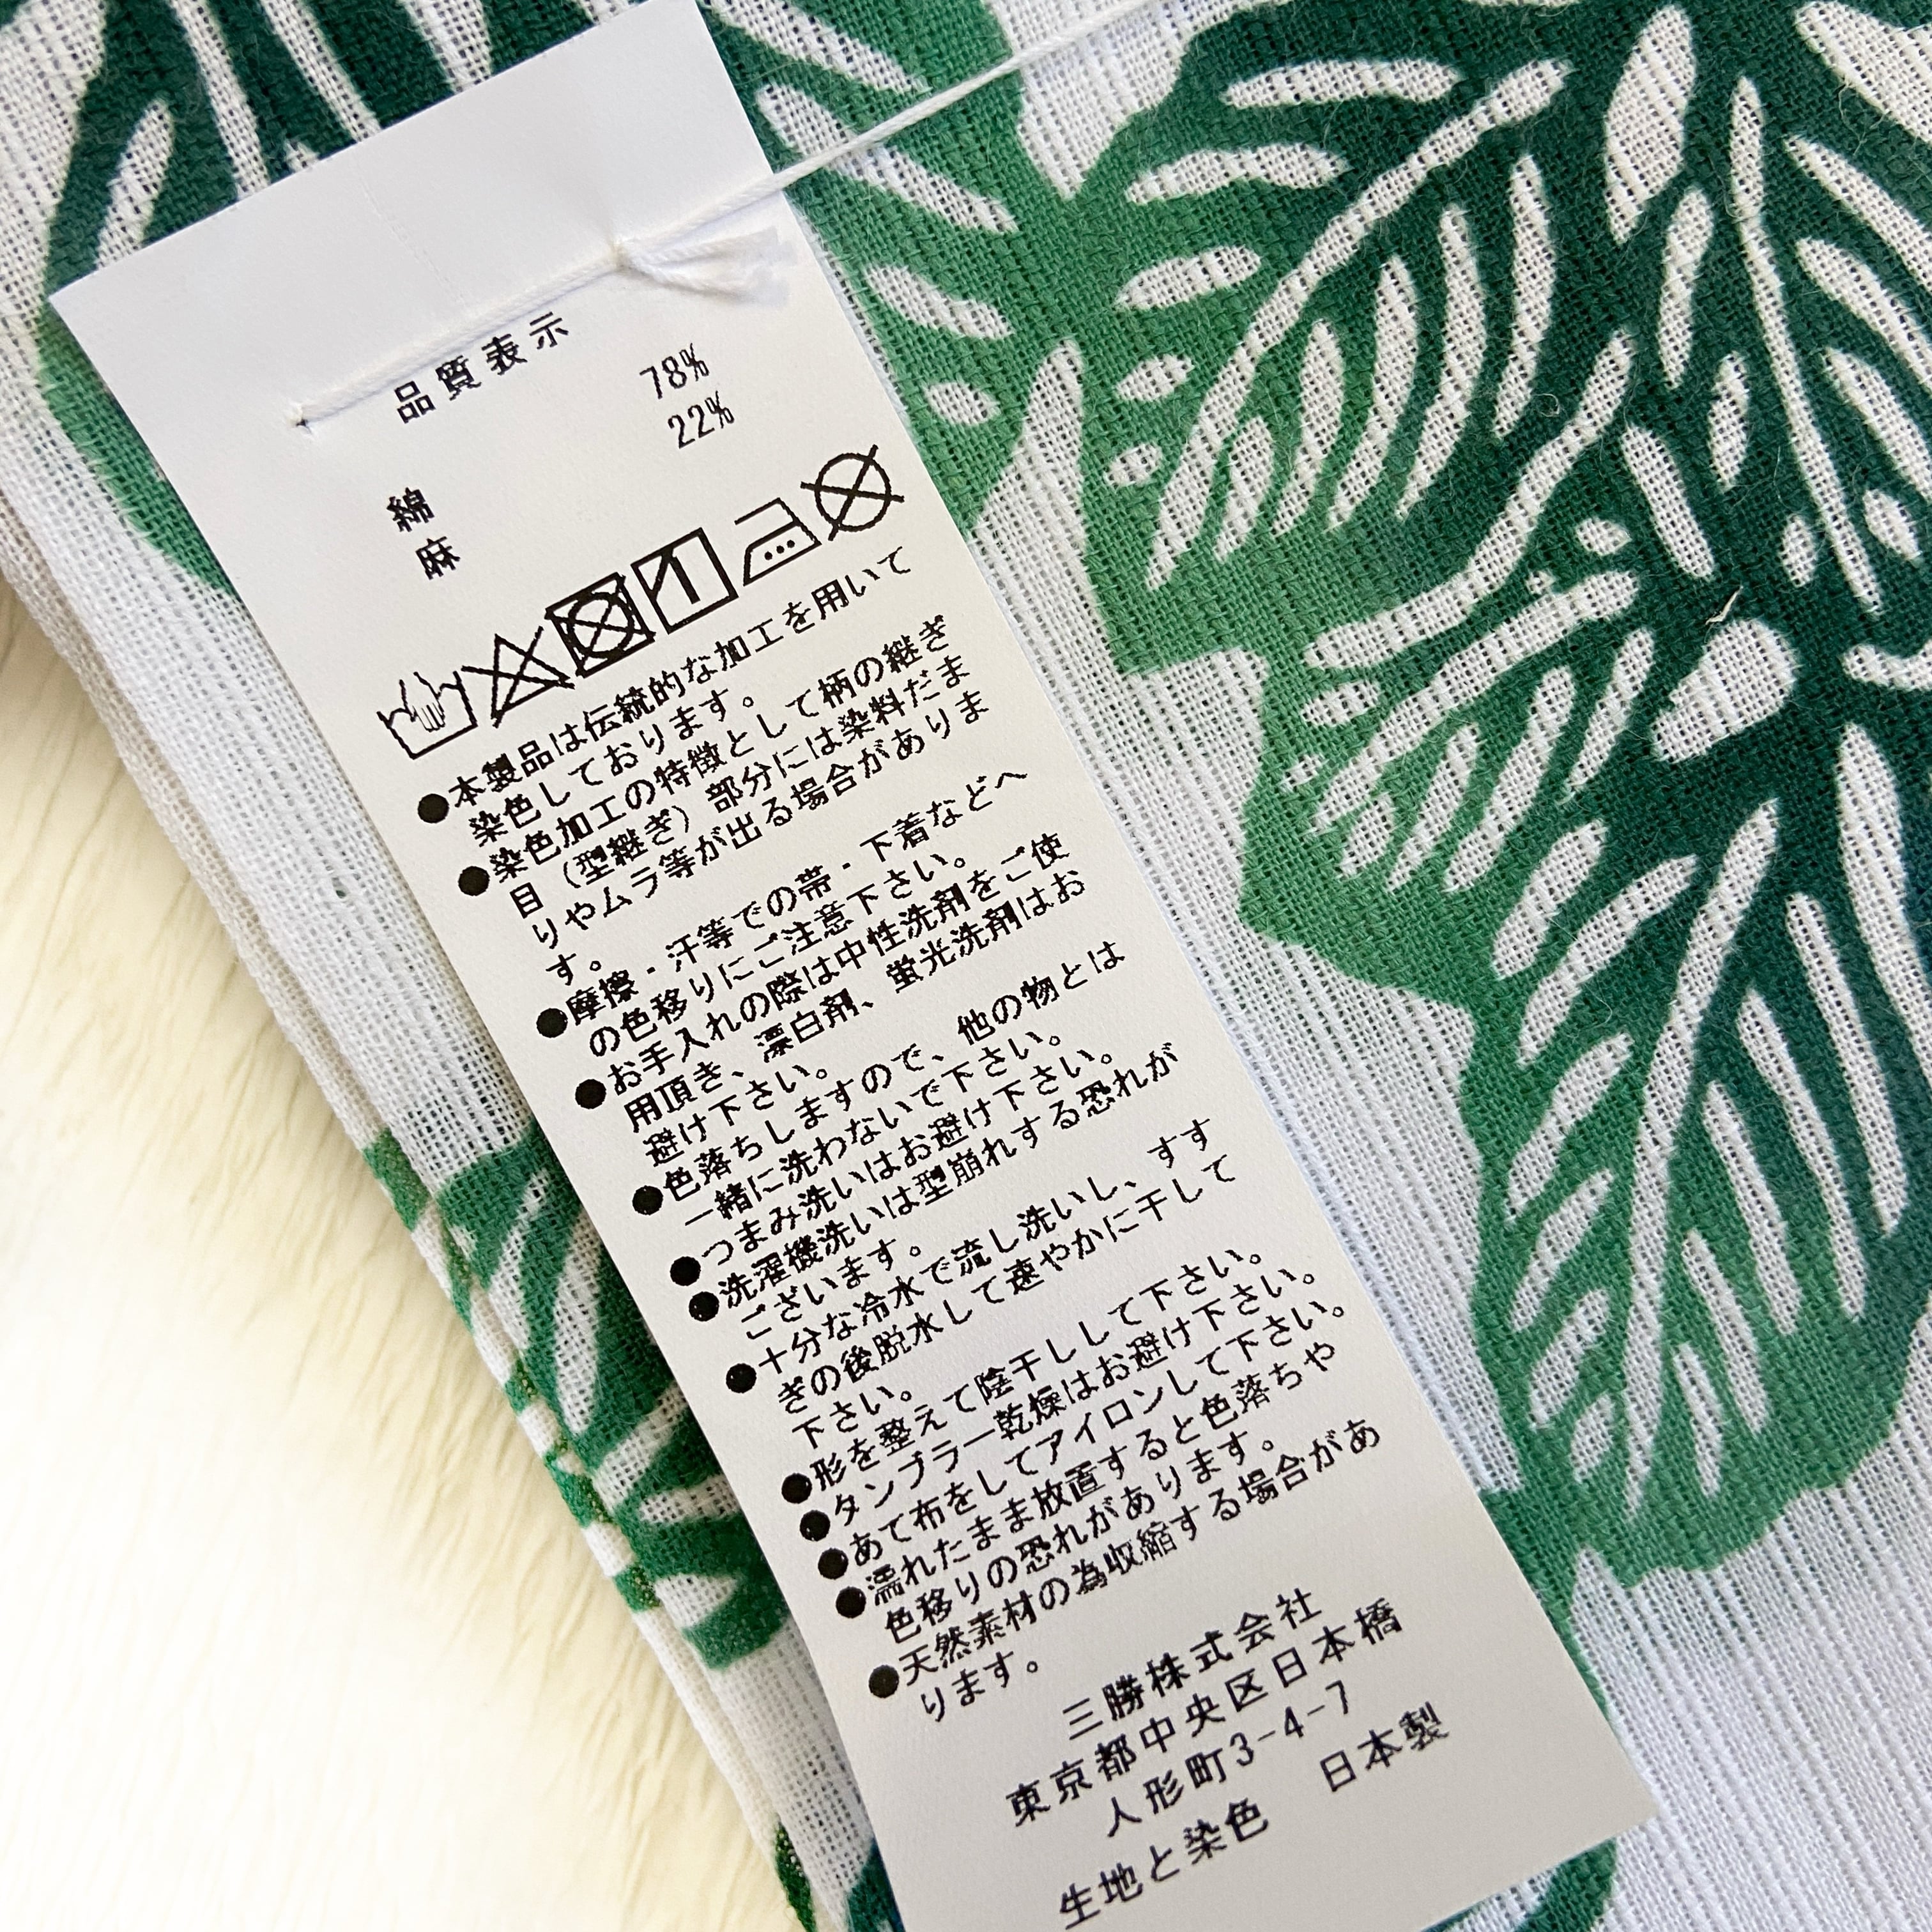 品質表示
綿 78%
麻 22%
●本製品は伝統的な加工を用いて
染色しております。
●染色加工の特徴として柄の継ぎ
目（型継ぎ）部分には染料だま
りやムラ等が出る場合がありま
す。
●摩擦・汗等での帯・下着などへ
の色移りにご注意下さい。
●お手入れの際は中性洗剤をご使
用頂き、漂白剤、蛍光洗剤はお
避け下さい。
●色落ちしますので、他の物とは
一緒に洗わないで下さい。
●つまみ洗いはお避け下さい。
●洗濯機洗いは型崩れする恐れが
ございます。
●十分な冷水で流し洗いし、すす
ぎの後脱水して速やかに干して
下さい。
●形を整えて陰干しして下さい。
●タンブラー乾燥はお避け下さい。
●あて布をしてアイロンして下さい。
●濡れたまま放置すると色落ちや
色移りの恐れがあります。
●天然素材の為収縮する場合があ
ります。
三勝株式会社
東京都中央区日本橋
人形町3-4-7
生地と染色 日本製